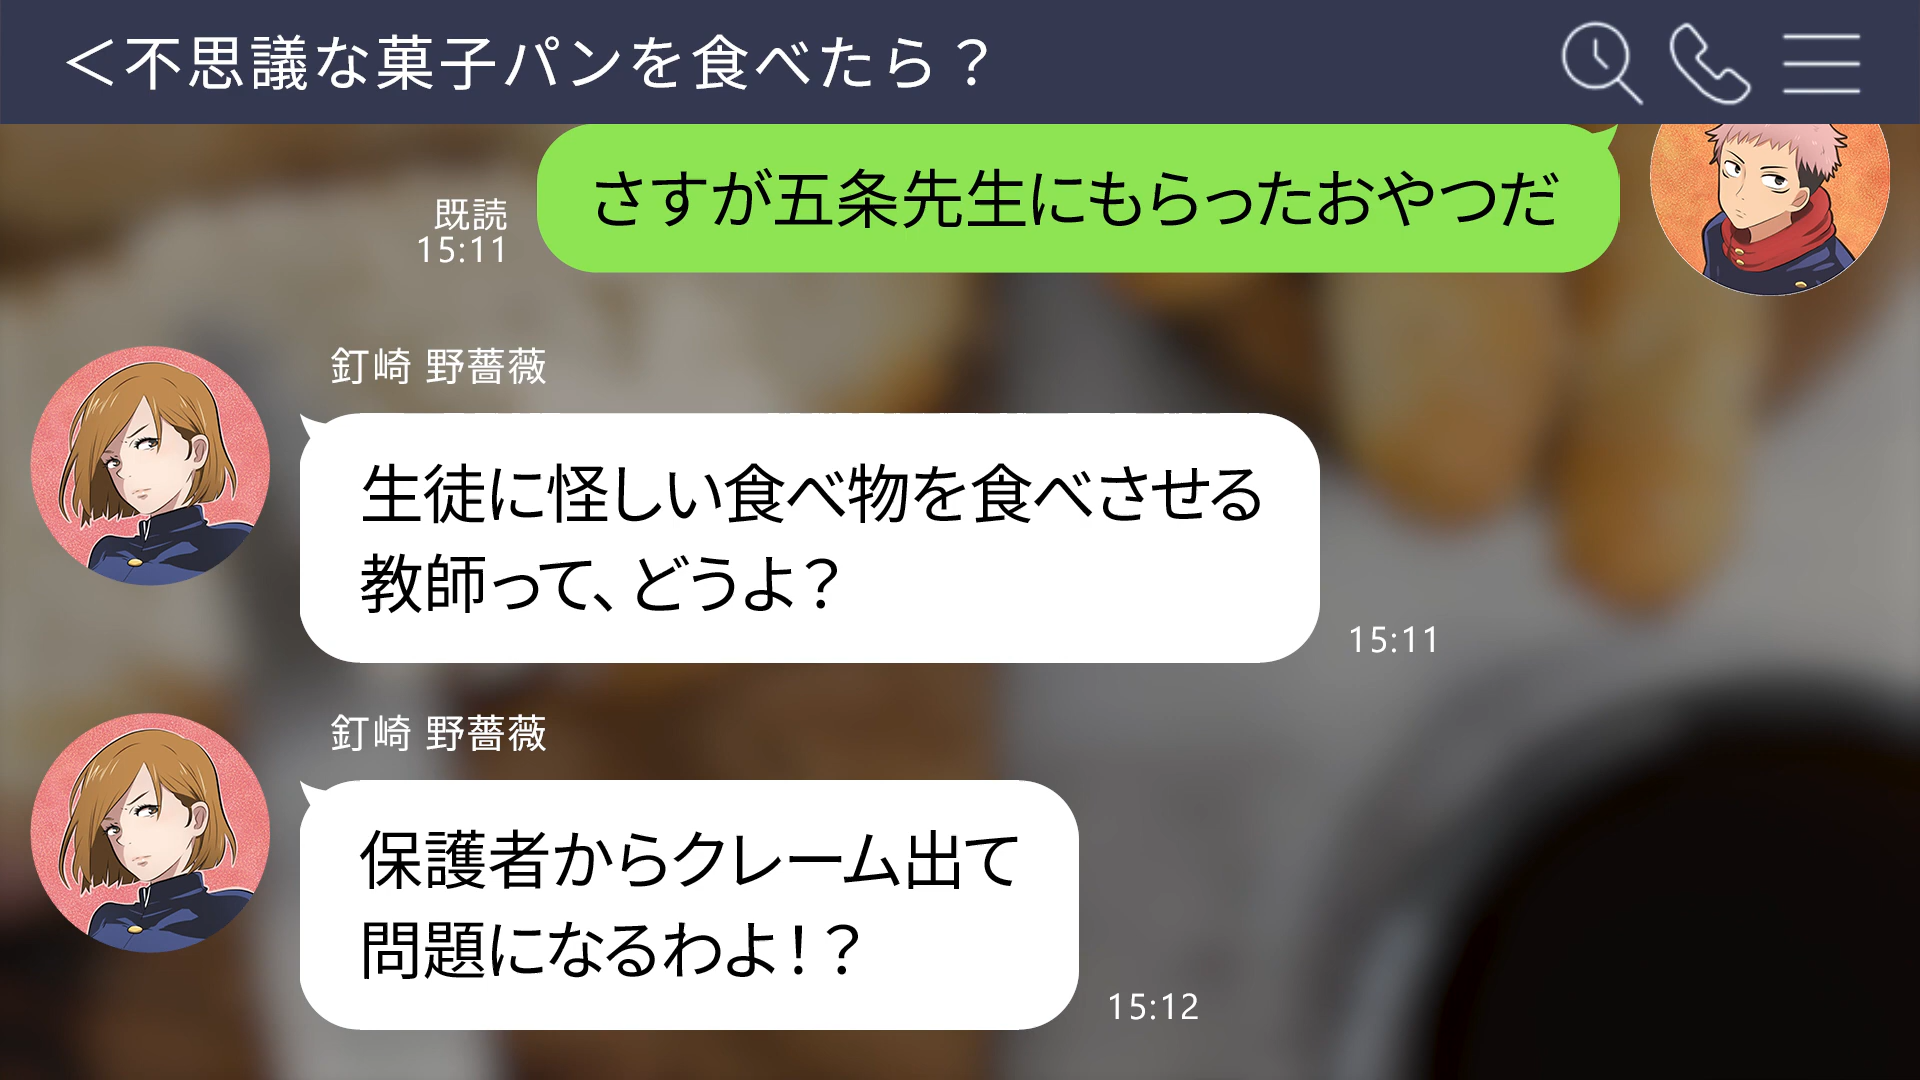 ＜不思議な菓子パンを食べたら？
さすが五条先生にもらったおやつだ
既読
15:11
釘崎 野薔薇
生徒に怪しい食べ物を食べさせる
教師って、どうよ？
15:11
釘崎 野薔薇
保護者からクレーム出て
問題になるわよ！？
15:12